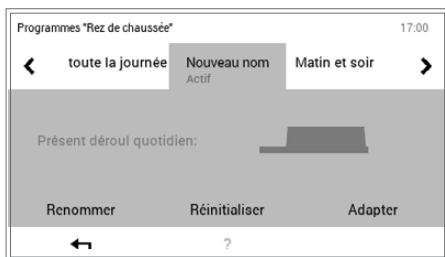 Programmes "Rez de chaussée" 17:00
toute la journée Nouveau nom Matin et soir
Actif
Présent déroul quotidien:
Renommer Réinitialiser Adapter
?